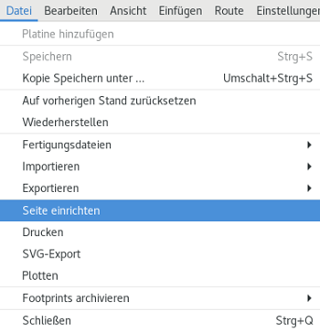 Datei Bearbeiten Ansicht Einfügen Route Einstellungen
Platine hinzufügen
Speichern Strg+S
Kopie Speichern unter ... Umschalt+Strg+S
Auf vorherigen Stand zurücksetzen
Wiederherstellen
Fertigungsdateien
Importieren
Exportieren
Seite einrichten
Drucken
SVG-Export
Plotten
Footprints archivieren
Schließen Strg+Q